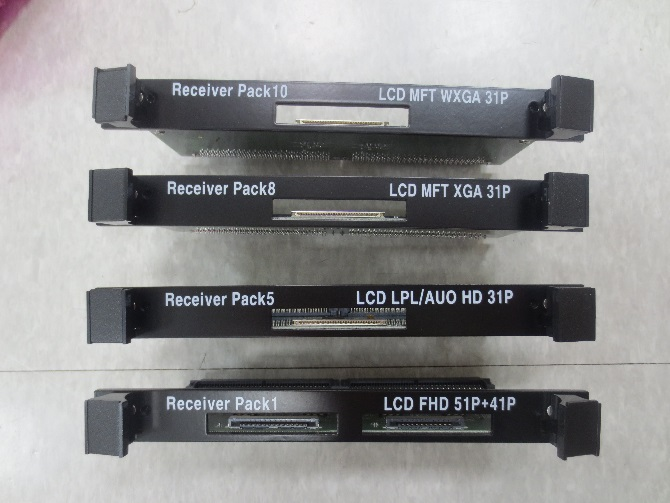 Receiver Pack10 LCD MFT WXGA 31P
Receiver Pack8 LCD MFT XGA 31P
Receiver Pack5 LCD LPL/AUO HD 31P
Receiver Pack1 LCD FHD 51P+41P